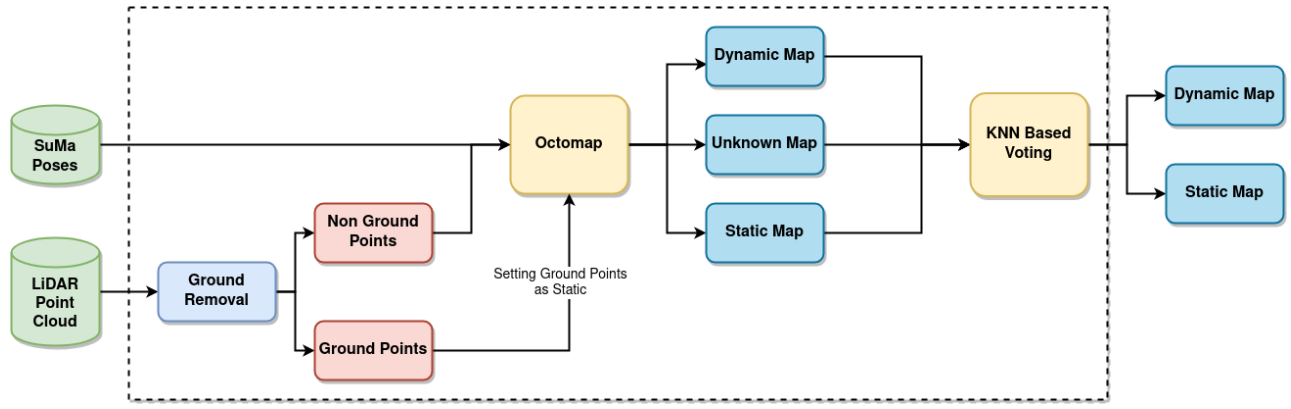 SuMa
Poses
LiDAR
Point
Cloud
Ground
Removal
Non Ground
Points
Ground Points
Setting Ground Points
as Static
Octomap
Dynamic Map
Unknown Map
Static Map
KNN Based
Voting
Dynamic Map
Static Map